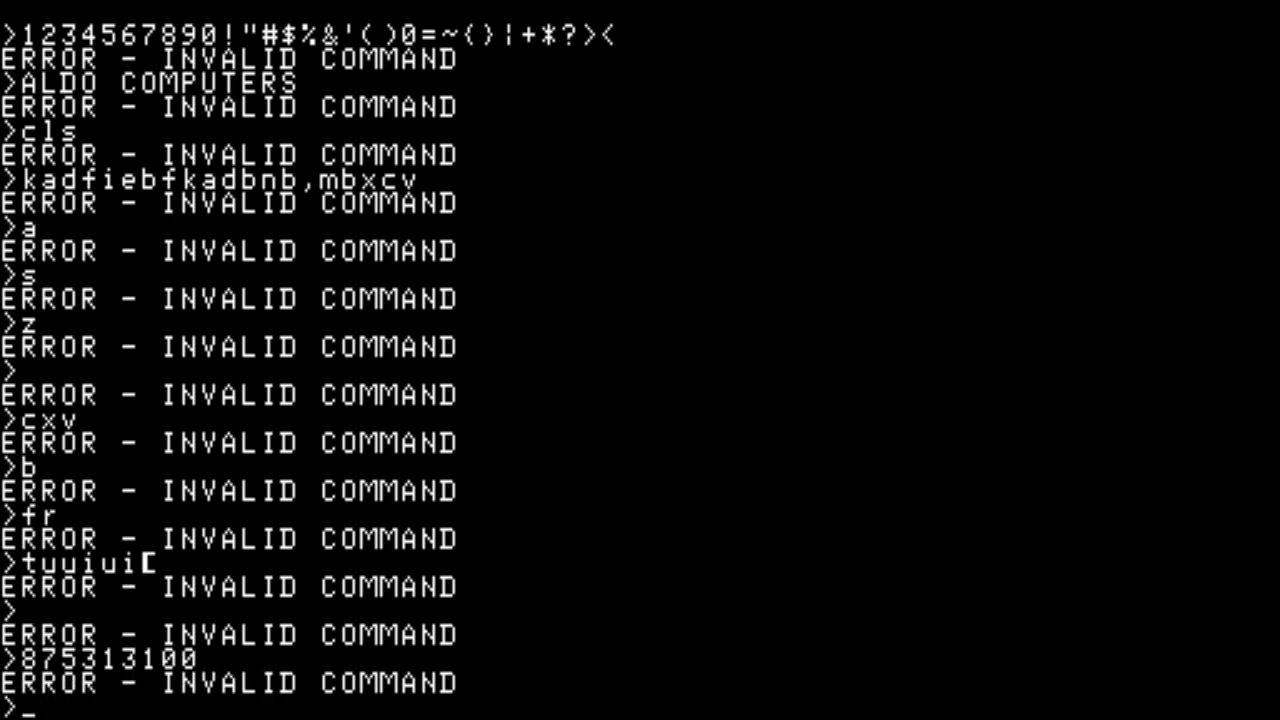 >1234567890!"#$%&'()0=~{}¦+*?><
ERROR - INVALID COMMAND
>ALDO COMPUTERS
ERROR - INVALID COMMAND
>cls
ERROR - INVALID COMMAND
>kadfiebfkadbnb,mbxcv
ERROR - INVALID COMMAND
>a
ERROR - INVALID COMMAND
>s
ERROR - INVALID COMMAND
>z
ERROR - INVALID COMMAND
>
ERROR - INVALID COMMAND
>cxv
ERROR - INVALID COMMAND
>b
ERROR - INVALID COMMAND
>fr
ERROR - INVALID COMMAND
>tuuiui[
ERROR - INVALID COMMAND
>
ERROR - INVALID COMMAND
>875313100
ERROR - INVALID COMMAND
>_